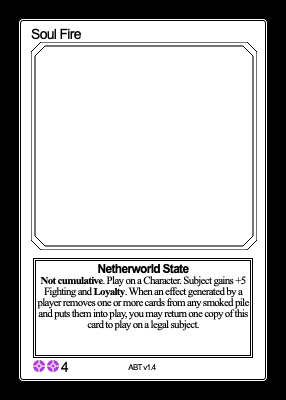 Soul Fire
Netherworld State
Not cumulative. Play on a Character. Subject gains +5
Fighting and Loyalty. When an effect generated by a
player removes one or more cards from any smoked pile
and puts them into play, you may return one copy of this
card to play on a legal subject.
4
ABT v1.4